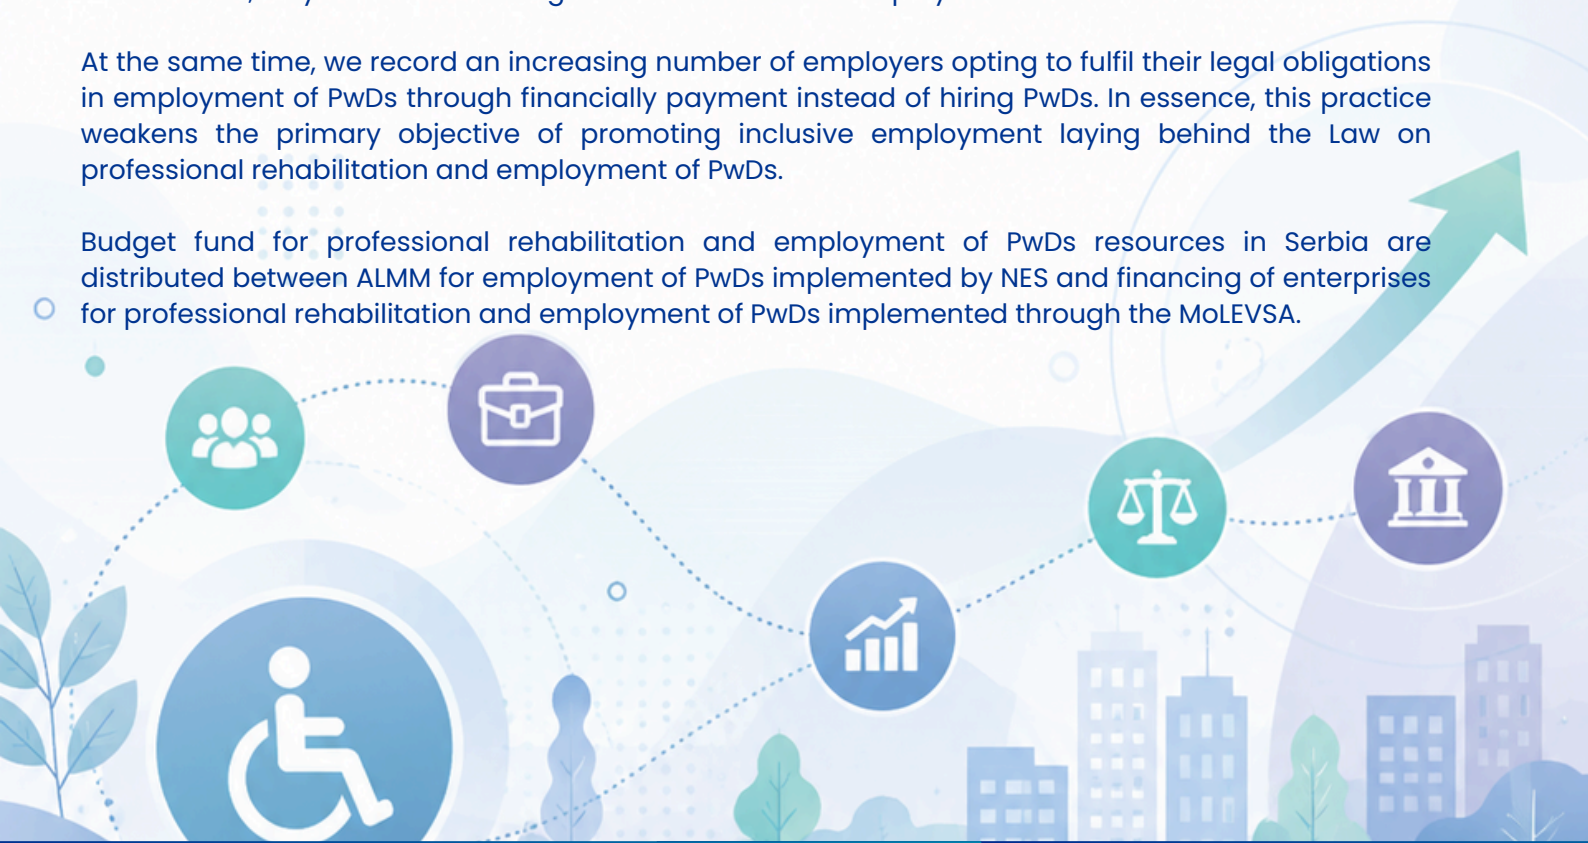 At the same time, we record an increasing number of employers opting to fulfil their legal obligations
in employment of PwDs through financially payment instead of hiring PwDs. In essence, this practice
weakens the primary objective of promoting inclusive employment laying behind the Law on
professional rehabilitation and employment of PwDs.
Budget fund for professional rehabilitation and employment of PwDs resources in Serbia are
distributed between ALMM for employment of PwDs implemented by NES and financing of enterprises
for professional rehabilitation and employment of PwDs implemented through the MoLEVSA.